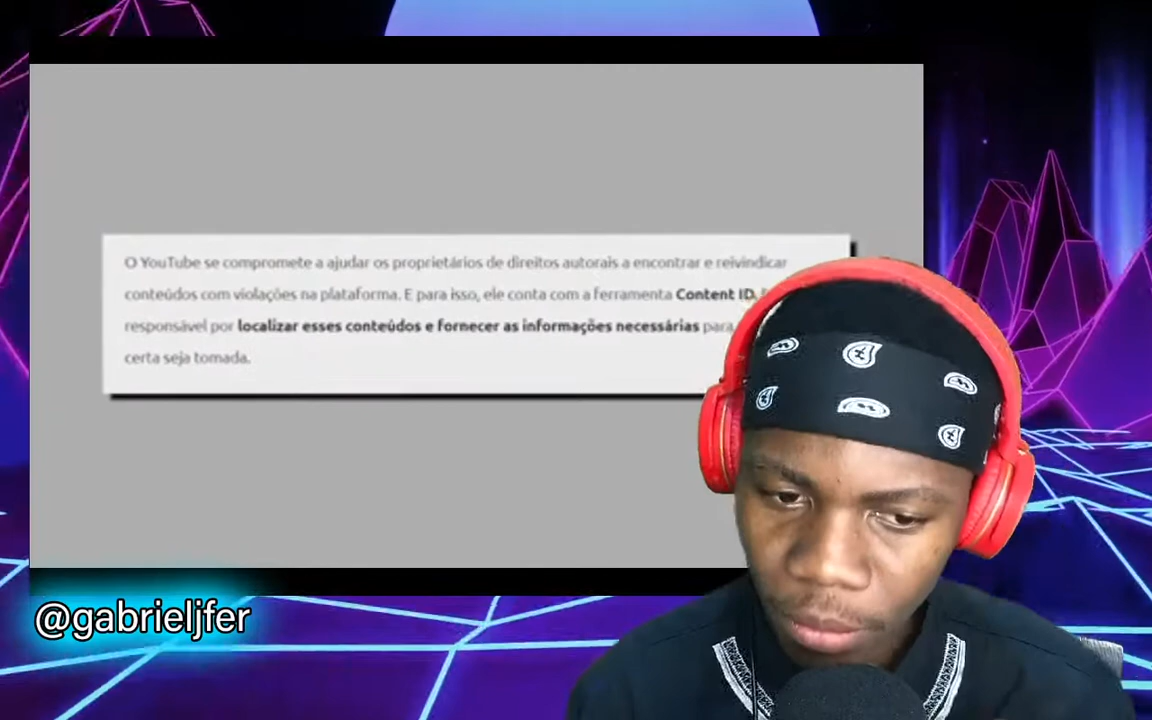 O YouTube se compromete a ajudar os proprietários de direitos autorais a encontrar e reivindicar
conteúdos com violações na plataforma. E para isso, ele conta com a ferramenta Content ID,
responsável por localizar esses conteúdos e fornecer as informações necessárias para
certa seja tomada.
@gabrieljfer